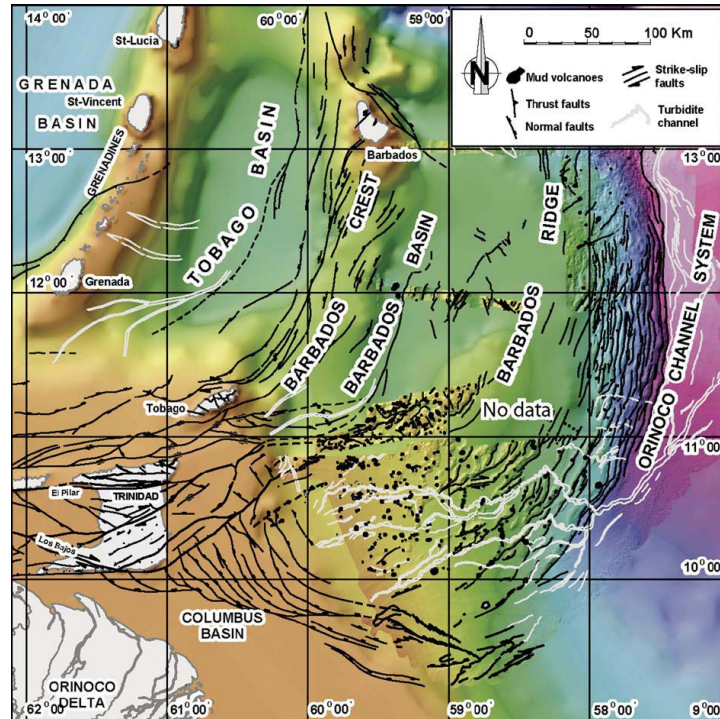 14°00'
60°00'
59°00'
0 50 100 Km
N
Mud volcanoes
Thrust faults
Normal faults
Strike-slip
faults
Turbidite
channel
St-Lucia
GRENADA
St-Vincent
BASIN
GRENADINES
13°00'
13°00'
Barbados
TOBAGO BASIN
CREST
BASIN
RIDGE
12°00'
Grenada
BARBADOS
BARBADOS
BARBADOS
ORINOCO CHANNEL SYSTEM
No data
Tobago
11°00'
El Pilar
TRINIDAD
Los Bajos
10°00'
COLUMBUS
BASIN
ORINOCO
DELTA
62°00'
61°00'
60°00'
59°00'
58°00'
9°00'